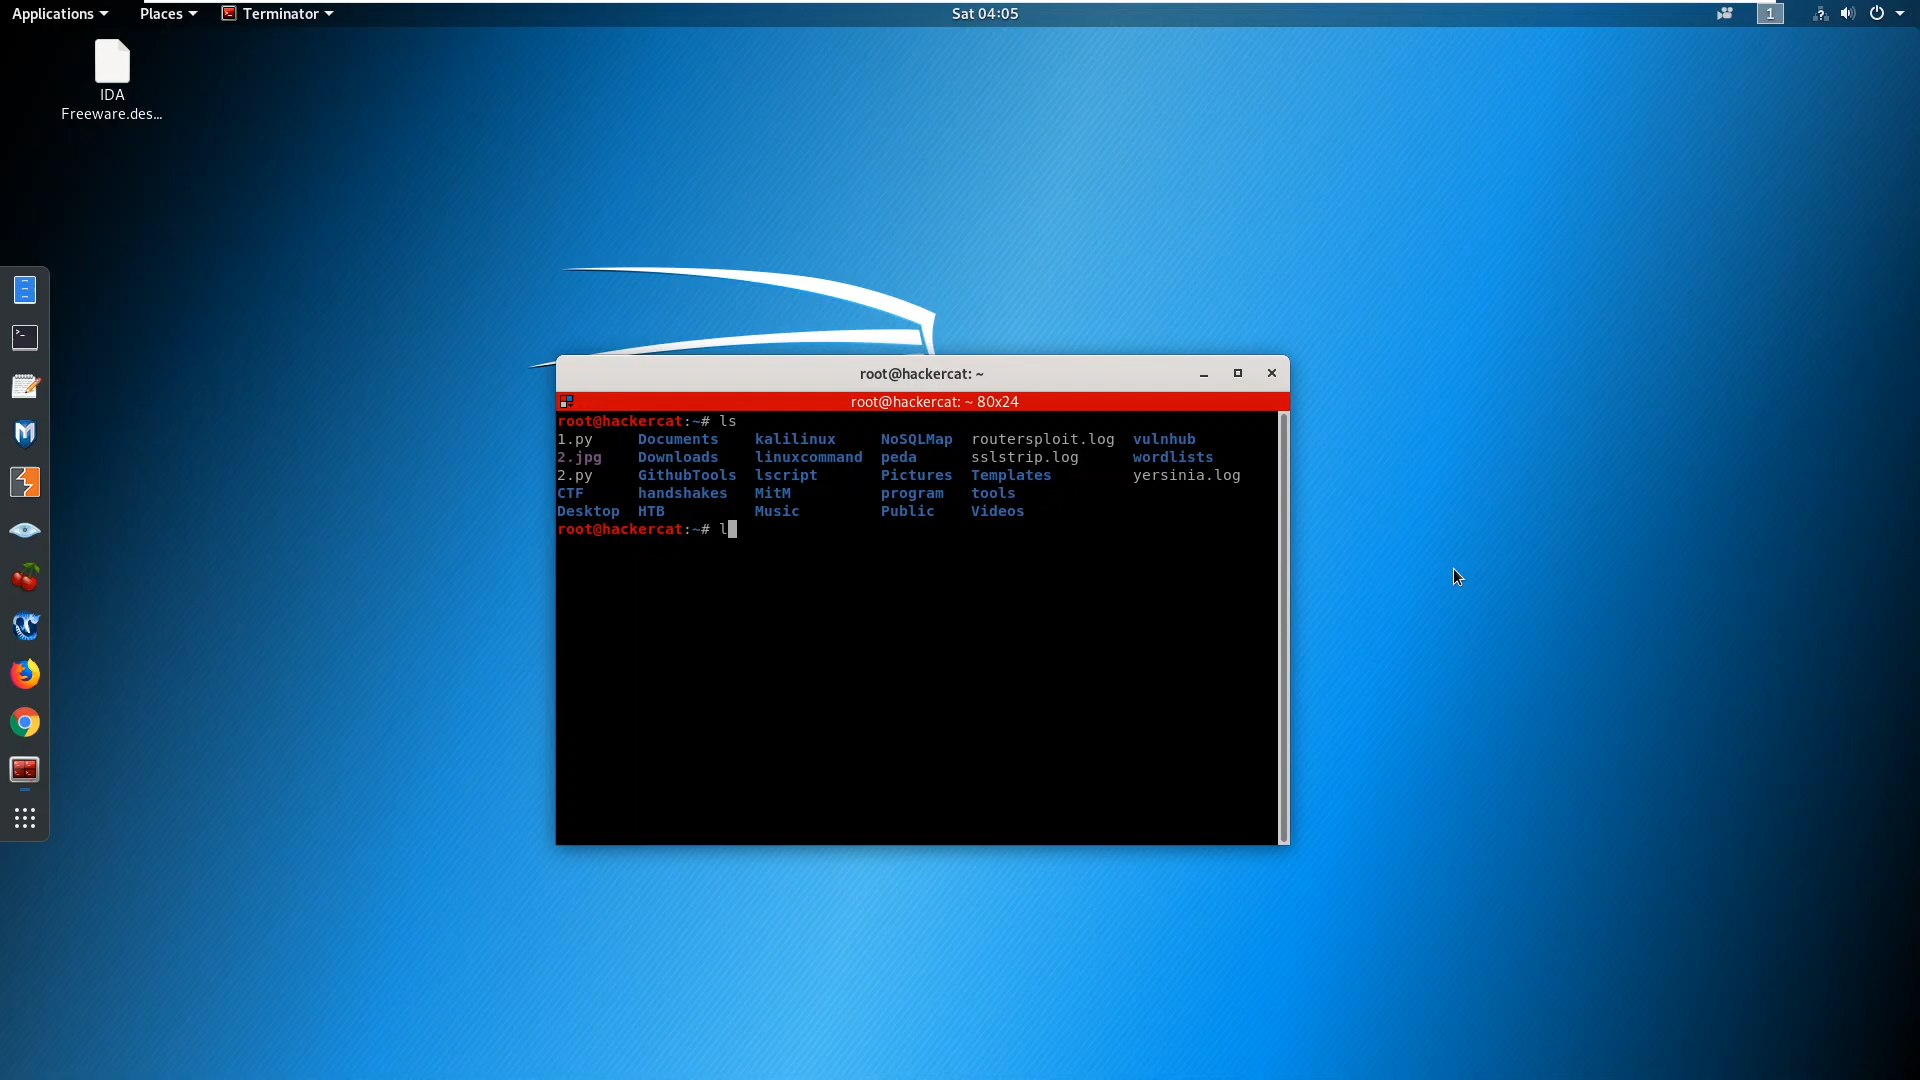 Applications Places Terminator Sat 04:05 1
IDA
Freeware.des...
root@hackercat: ~
root@hackercat: ~ 80x24
root@hackercat:~# ls
1.py Documents kalilinux NoSQLMap routersploit.log vulnhub
2.jpg Downloads linuxcommand peda sslstrip.log wordlists
2.py GithubTools lscript Pictures Templates yersinia.log
CTF handshakes MitM program tools
Desktop HTB Music Public Videos
root@hackercat:~# l